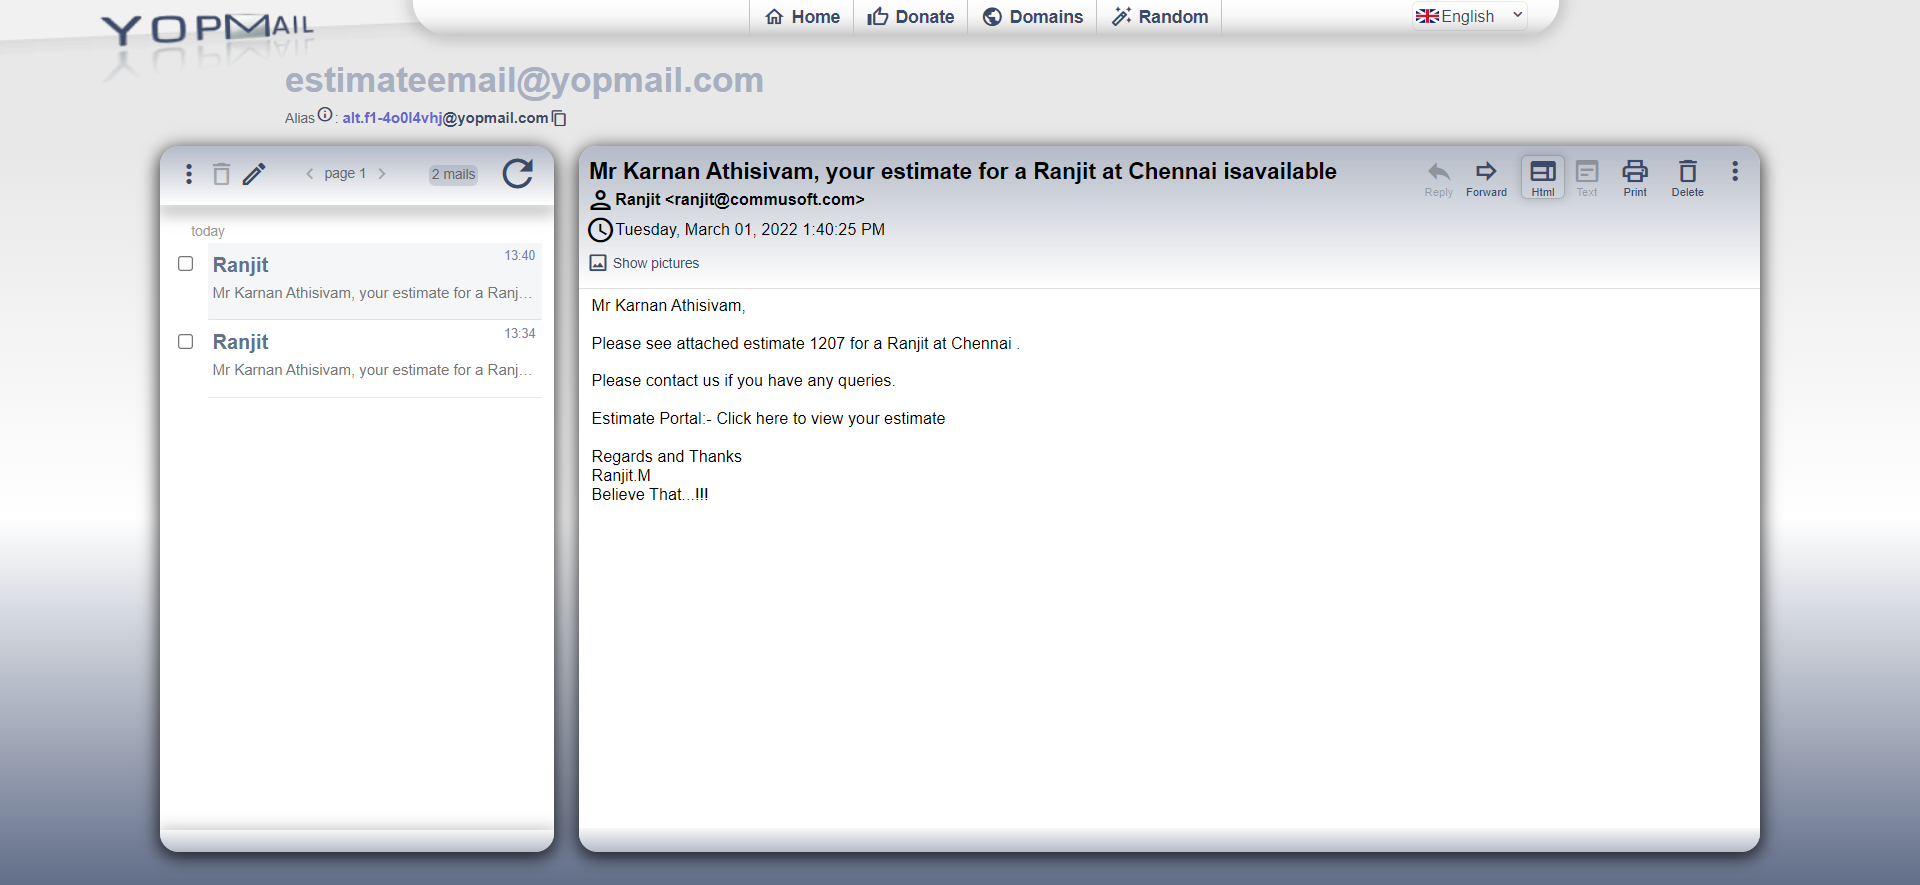 YOPMAIL
Home
Donate
Domains
Random
English
estimateemail@yopmail.com
Alias : alt.f1-4o0l4vhj@yopmail.com
page 1
2 mails
today
Ranjit
13:40
Mr Karnan Athisivam, your estimate for a Ranj...
Ranjit
13:34
Mr Karnan Athisivam, your estimate for a Ranj...
Mr Karnan Athisivam, your estimate for a Ranjit at Chennai isavailable
Reply
Forward
Html
Text
Print
Delete
Ranjit <ranjit@commusoft.com>
Tuesday, March 01, 2022 1:40:25 PM
Show pictures
Mr Karnan Athisivam,
Please see attached estimate 1207 for a Ranjit at Chennai .
Please contact us if you have any queries.
Estimate Portal:- Click here to view your estimate
Regards and Thanks
Ranjit.M
Believe That...!!!